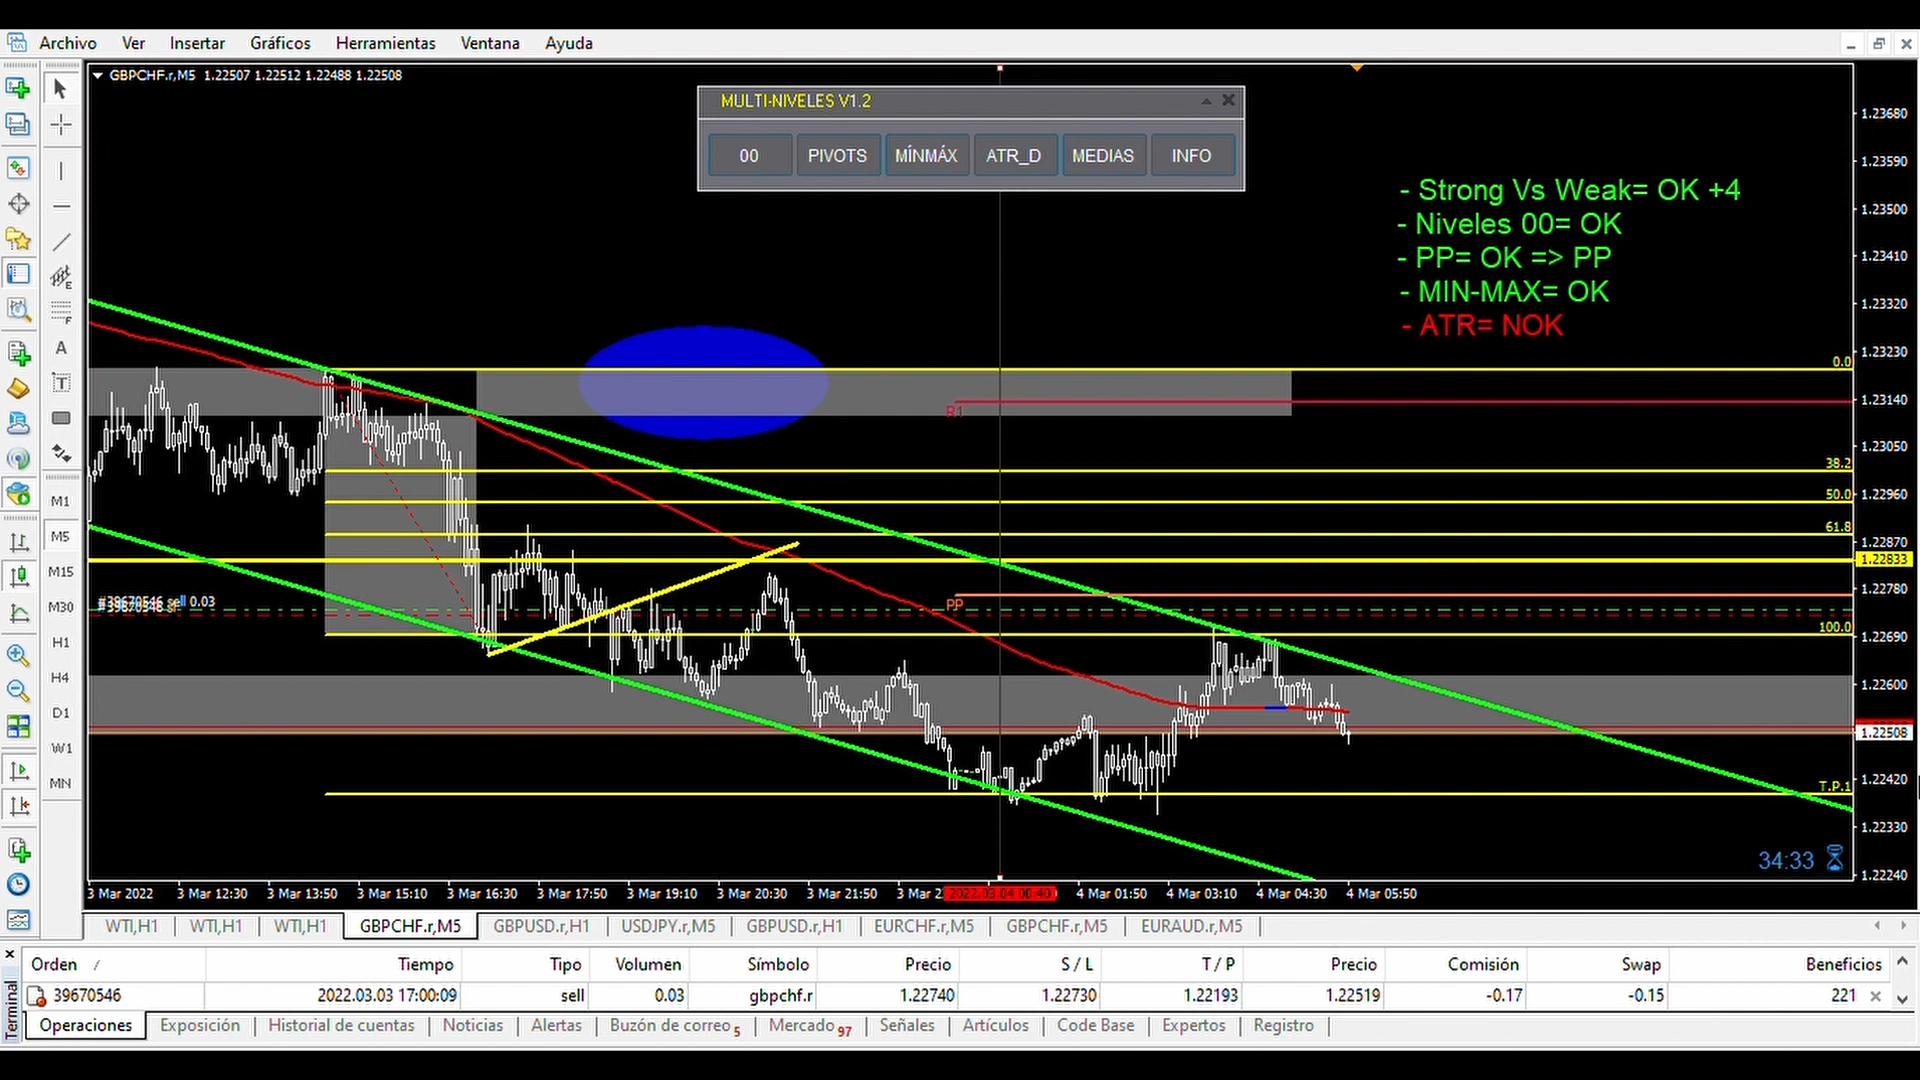 Archivo Ver Insertar Gráficos Herramientas Ventana Ayuda
GBPCHF.r,M5 1.22507 1.22512 1.22488 1.22508
MULTI-NIVELES V1.2
00 PIVOTS MÍNMÁX ATR_D MEDIAS INFO
- Strong Vs Weak= OK +4
- Niveles 00= OK
- PP= OK => PP
- MIN-MAX= OK
- ATR= NOK
1.23680
1.23590
1.23500
1.23410
1.23320
1.23230
1.23140
1.23050
1.22960
1.22870
1.22833
1.22780
1.22690
1.22600
1.22508
1.22420
1.22330
1.22240
0.0
R1
38.2
50.0
61.8
#39670546 sell 0.03
PP
100.0
T.P.1
34:33
E
F
A
T
M1
M5
M15
M30
H1
H4
D1
W1
MN
3 Mar 2022 3 Mar 12:30 3 Mar 13:50 3 Mar 15:10 3 Mar 16:30 3 Mar 17:50 3 Mar 19:10 3 Mar 20:30 3 Mar 21:50 3 Mar 2 2022.03.04 00:40 4 Mar 01:50 4 Mar 03:10 4 Mar 04:30 4 Mar 05:50
WTI,H1 WTI,H1 WTI,H1 GBPCHF.r,M5 GBPUSD.r,H1 USDJPY.r,M5 GBPUSD.r,H1 EURCHF.r,M5 GBPCHF.r,M5 EURAUD.r,M5
Orden / Tiempo Tipo Volumen Símbolo Precio S / L T / P Precio Comisión Swap Beneficios
39670546 2022.03.03 17:00:09 sell 0.03 gbpchf.r 1.22740 1.22730 1.22193 1.22519 -0.17 -0.15 221
Operaciones Exposición Historial de cuentas Noticias Alertas Buzón de correo 5 Mercado 97 Señales Artículos Code Base Expertos Registro
Terminal